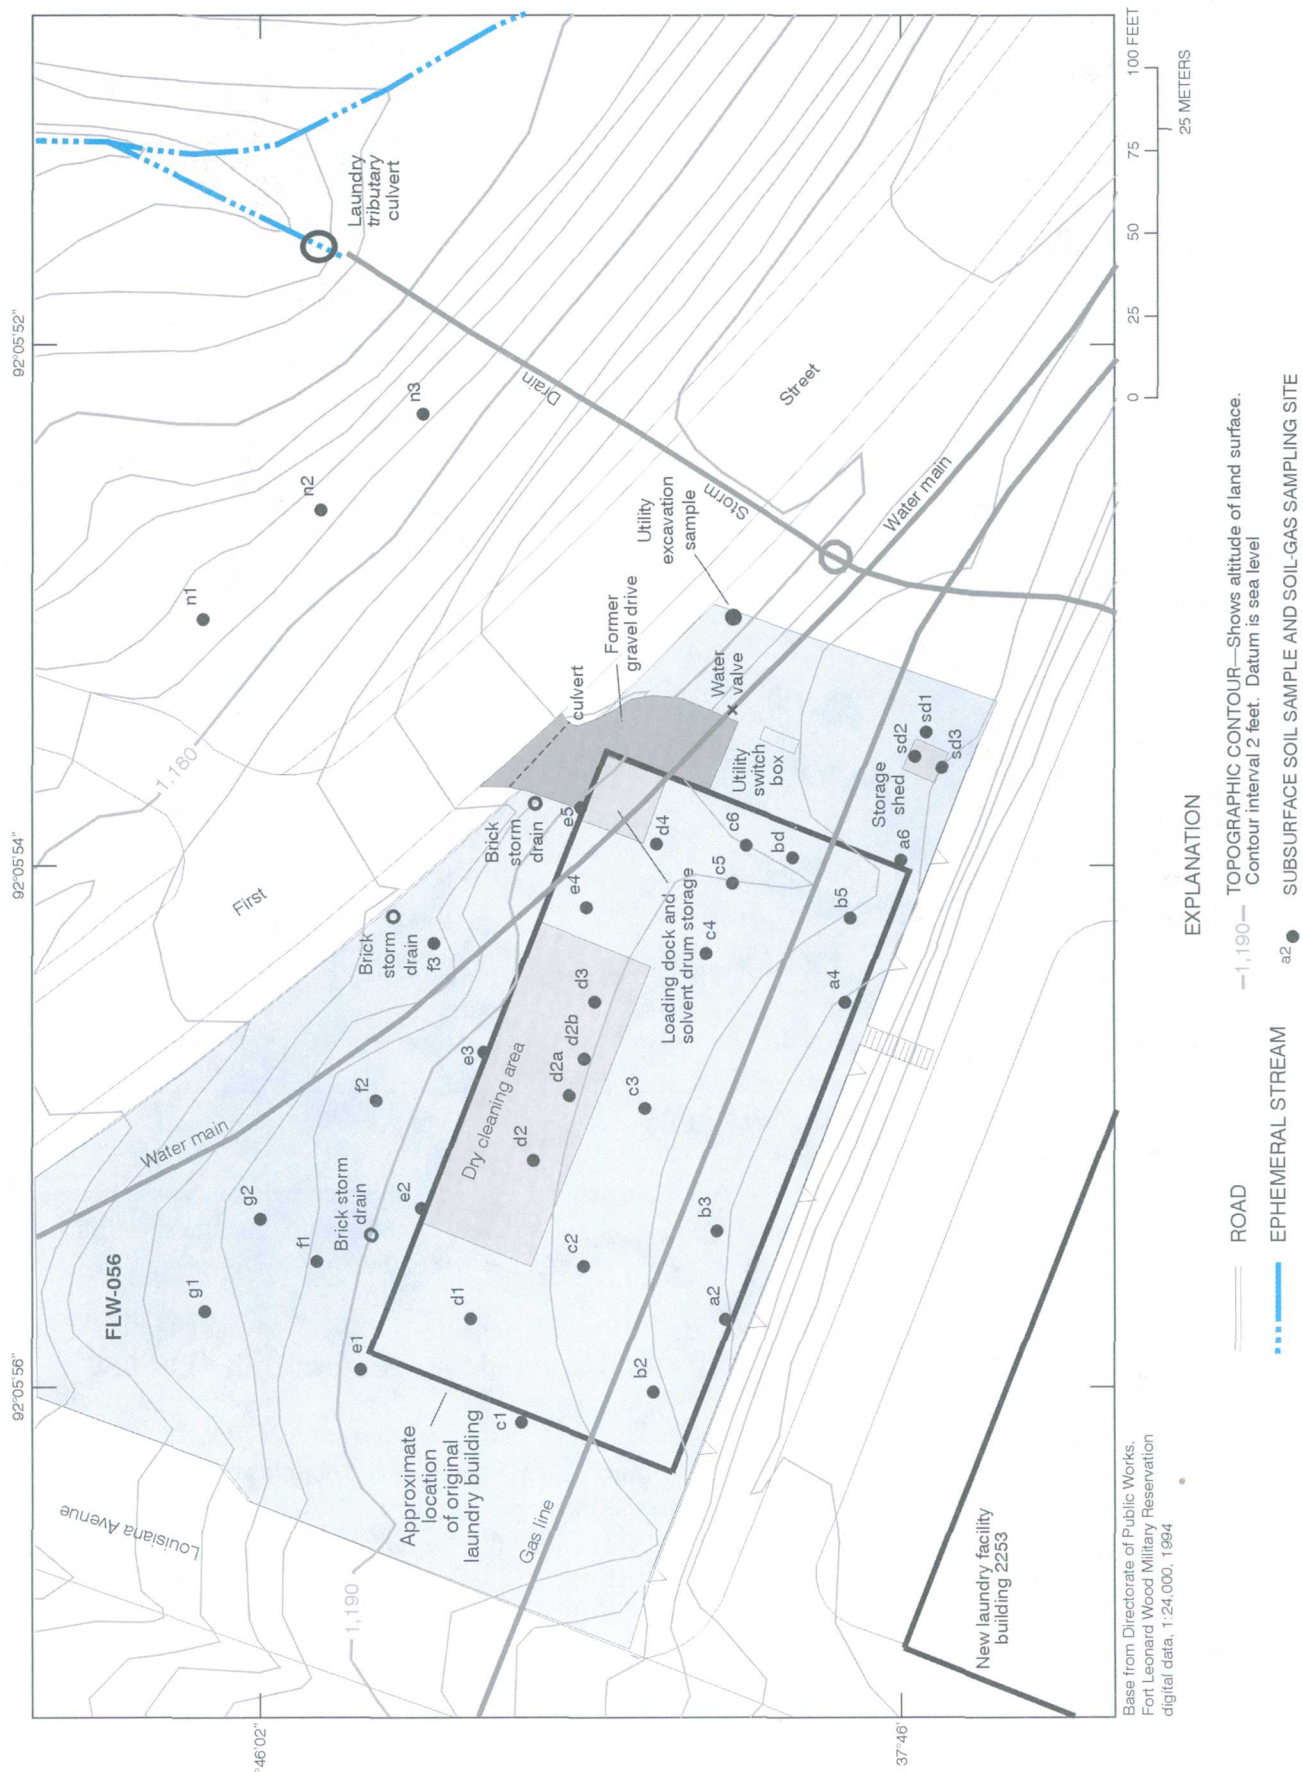 92°05'56"
92°05'54"
92°05'52"
°46'02"
37°46'
Louisiana Avenue
FLW-056
Water main
First
1,180
1,190
n1
n2
n3
Laundry
tributary
culvert
Storm
Drain
Street
g1
g2
f1
f2
f3
Brick storm
drain
Brick
storm
drain
Brick
storm
drain
culvert
Former
gravel drive
Utility
excavation
sample
Water
valve
Water main
Utility
switch
box
e1
e2
e3
e4
e5
Dry cleaning area
d1
d2
d2a
d2b
d3
d4
Approximate
location
of original
laundry building
Loading dock and
solvent drum storage
c1
c2
c3
c4
c5
c6
bd
b2
b3
b5
a2
a4
a6
Storage
shed
sd2
sd1
sd3
Gas line
New laundry facility
building 2253
Base from Directorate of Public Works,
Fort Leonard Wood Military Reservation
digital data, 1:24,000, 1994
0 25 50 75 100 FEET
25 METERS
EXPLANATION
ROAD
EPHEMERAL STREAM
—1,190— TOPOGRAPHIC CONTOUR—Shows altitude of land surface.
Contour interval 2 feet. Datum is sea level
a2 SUBSURFACE SOIL SAMPLE AND SOIL-GAS SAMPLING SITE